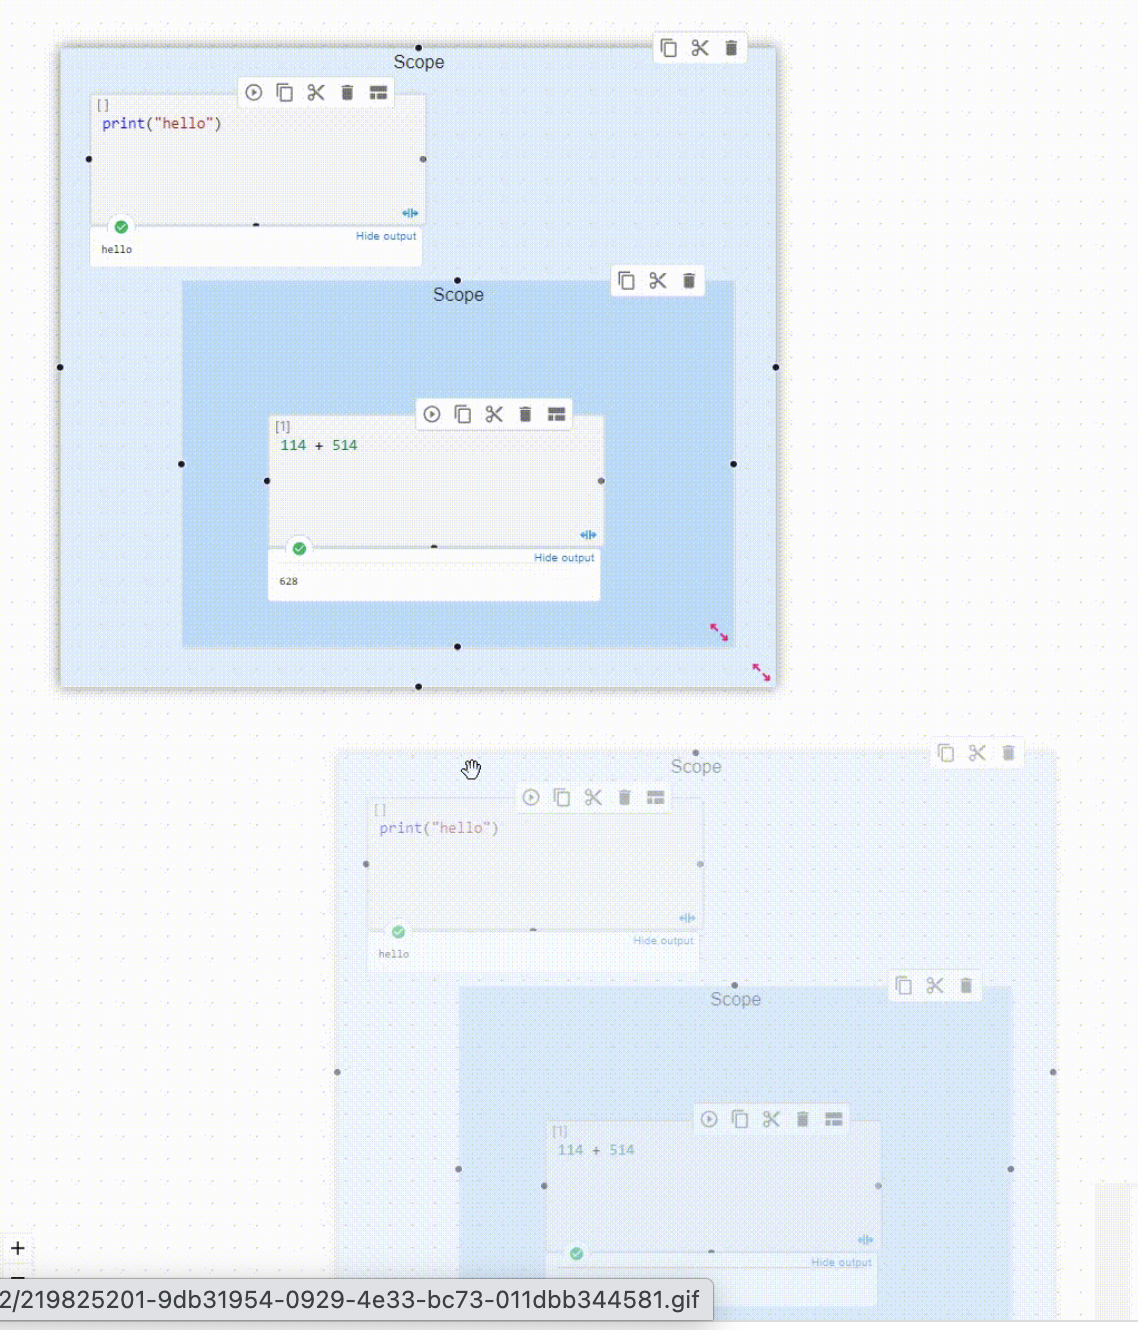 Scope
[]
print("hello")
Hide output
hello
Scope
[1]
114 + 514
Hide output
628
Scope
[]
print("hello")
Hide output
hello
Scope
[1]
114 + 514
Hide output
2/219825201-9db31954-0929-4e33-bc73-011dbb344581.gif